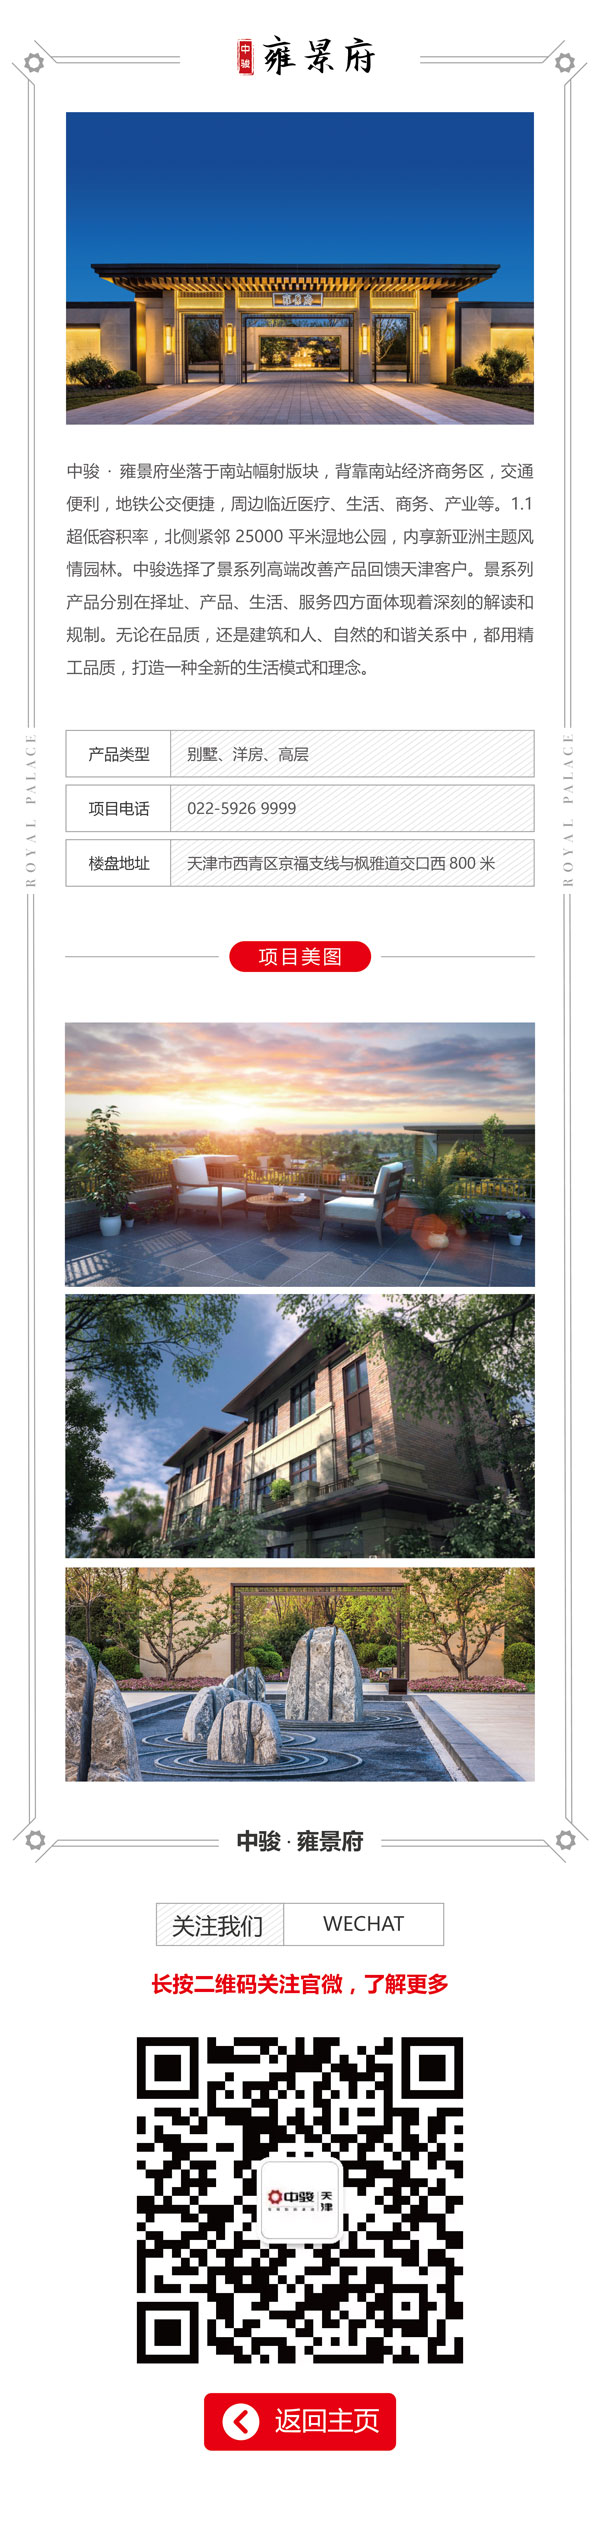 中骏 雍景府
雍景府
中骏 · 雍景府坐落于南站幅射版块，背靠南站经济商务区，交通
便利，地铁公交便捷，周边临近医疗、生活、商务、产业等。1.1
超低容积率，北侧紧邻 25000 平米湿地公园，内享新亚洲主题风
情园林。中骏选择了景系列高端改善产品回馈天津客户。景系列
产品分别在择址、产品、生活、服务四方面体现着深刻的解读和
规制。无论在品质，还是建筑和人、自然的和谐关系中，都用精
工品质，打造一种全新的生活模式和理念。
ROYAL PALACE
ROYAL PALACE
产品类型 别墅、洋房、高层
项目电话 022-5926 9999
楼盘地址 天津市西青区京福支线与枫雅道交口西 800 米
项目美图
中骏 · 雍景府
关注我们 WECHAT
长按二维码关注官微，了解更多
中骏 天津
返回主页